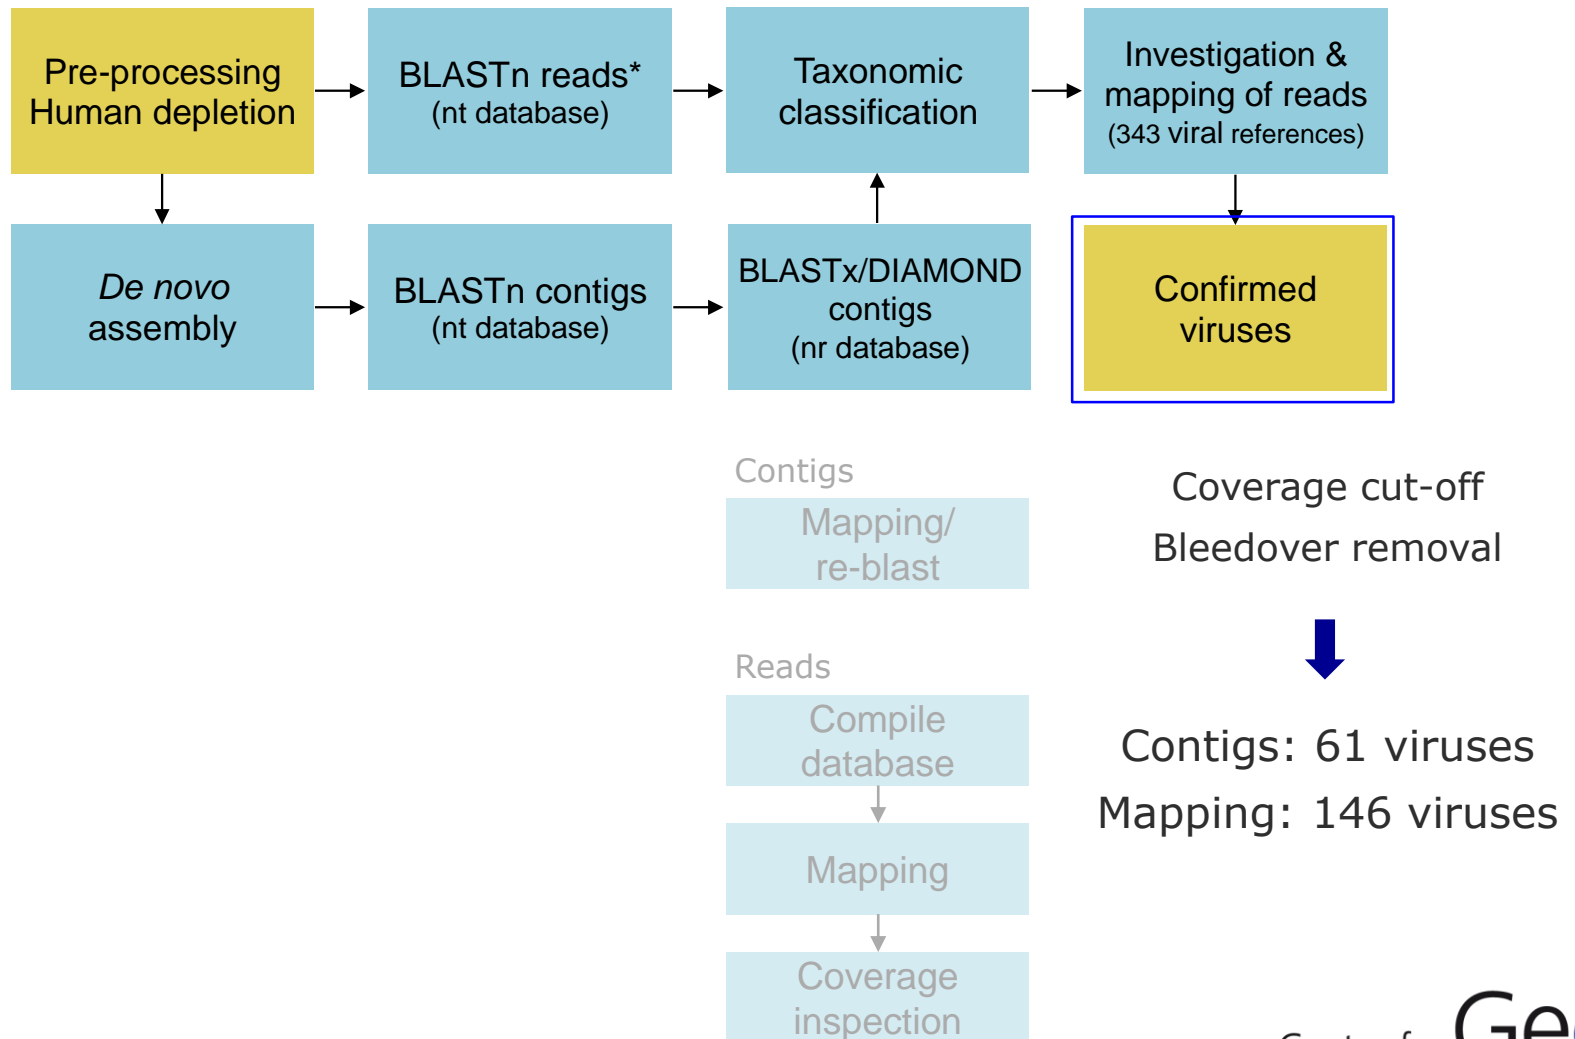 Pre-processing
Human depletion
BLASTn reads*
(nt database)
Taxonomic
classification
Investigation &
mapping of reads
(343 viral references)
De novo
assembly
BLASTn contigs
(nt database)
BLASTx/DIAMOND
contigs
(nr database)
Confirmed
viruses
Contigs
Mapping/
re-blast
Coverage cut-off
Bleedover removal
Reads
Compile
database
Mapping
Coverage
inspection
Contigs: 61 viruses
Mapping: 146 viruses